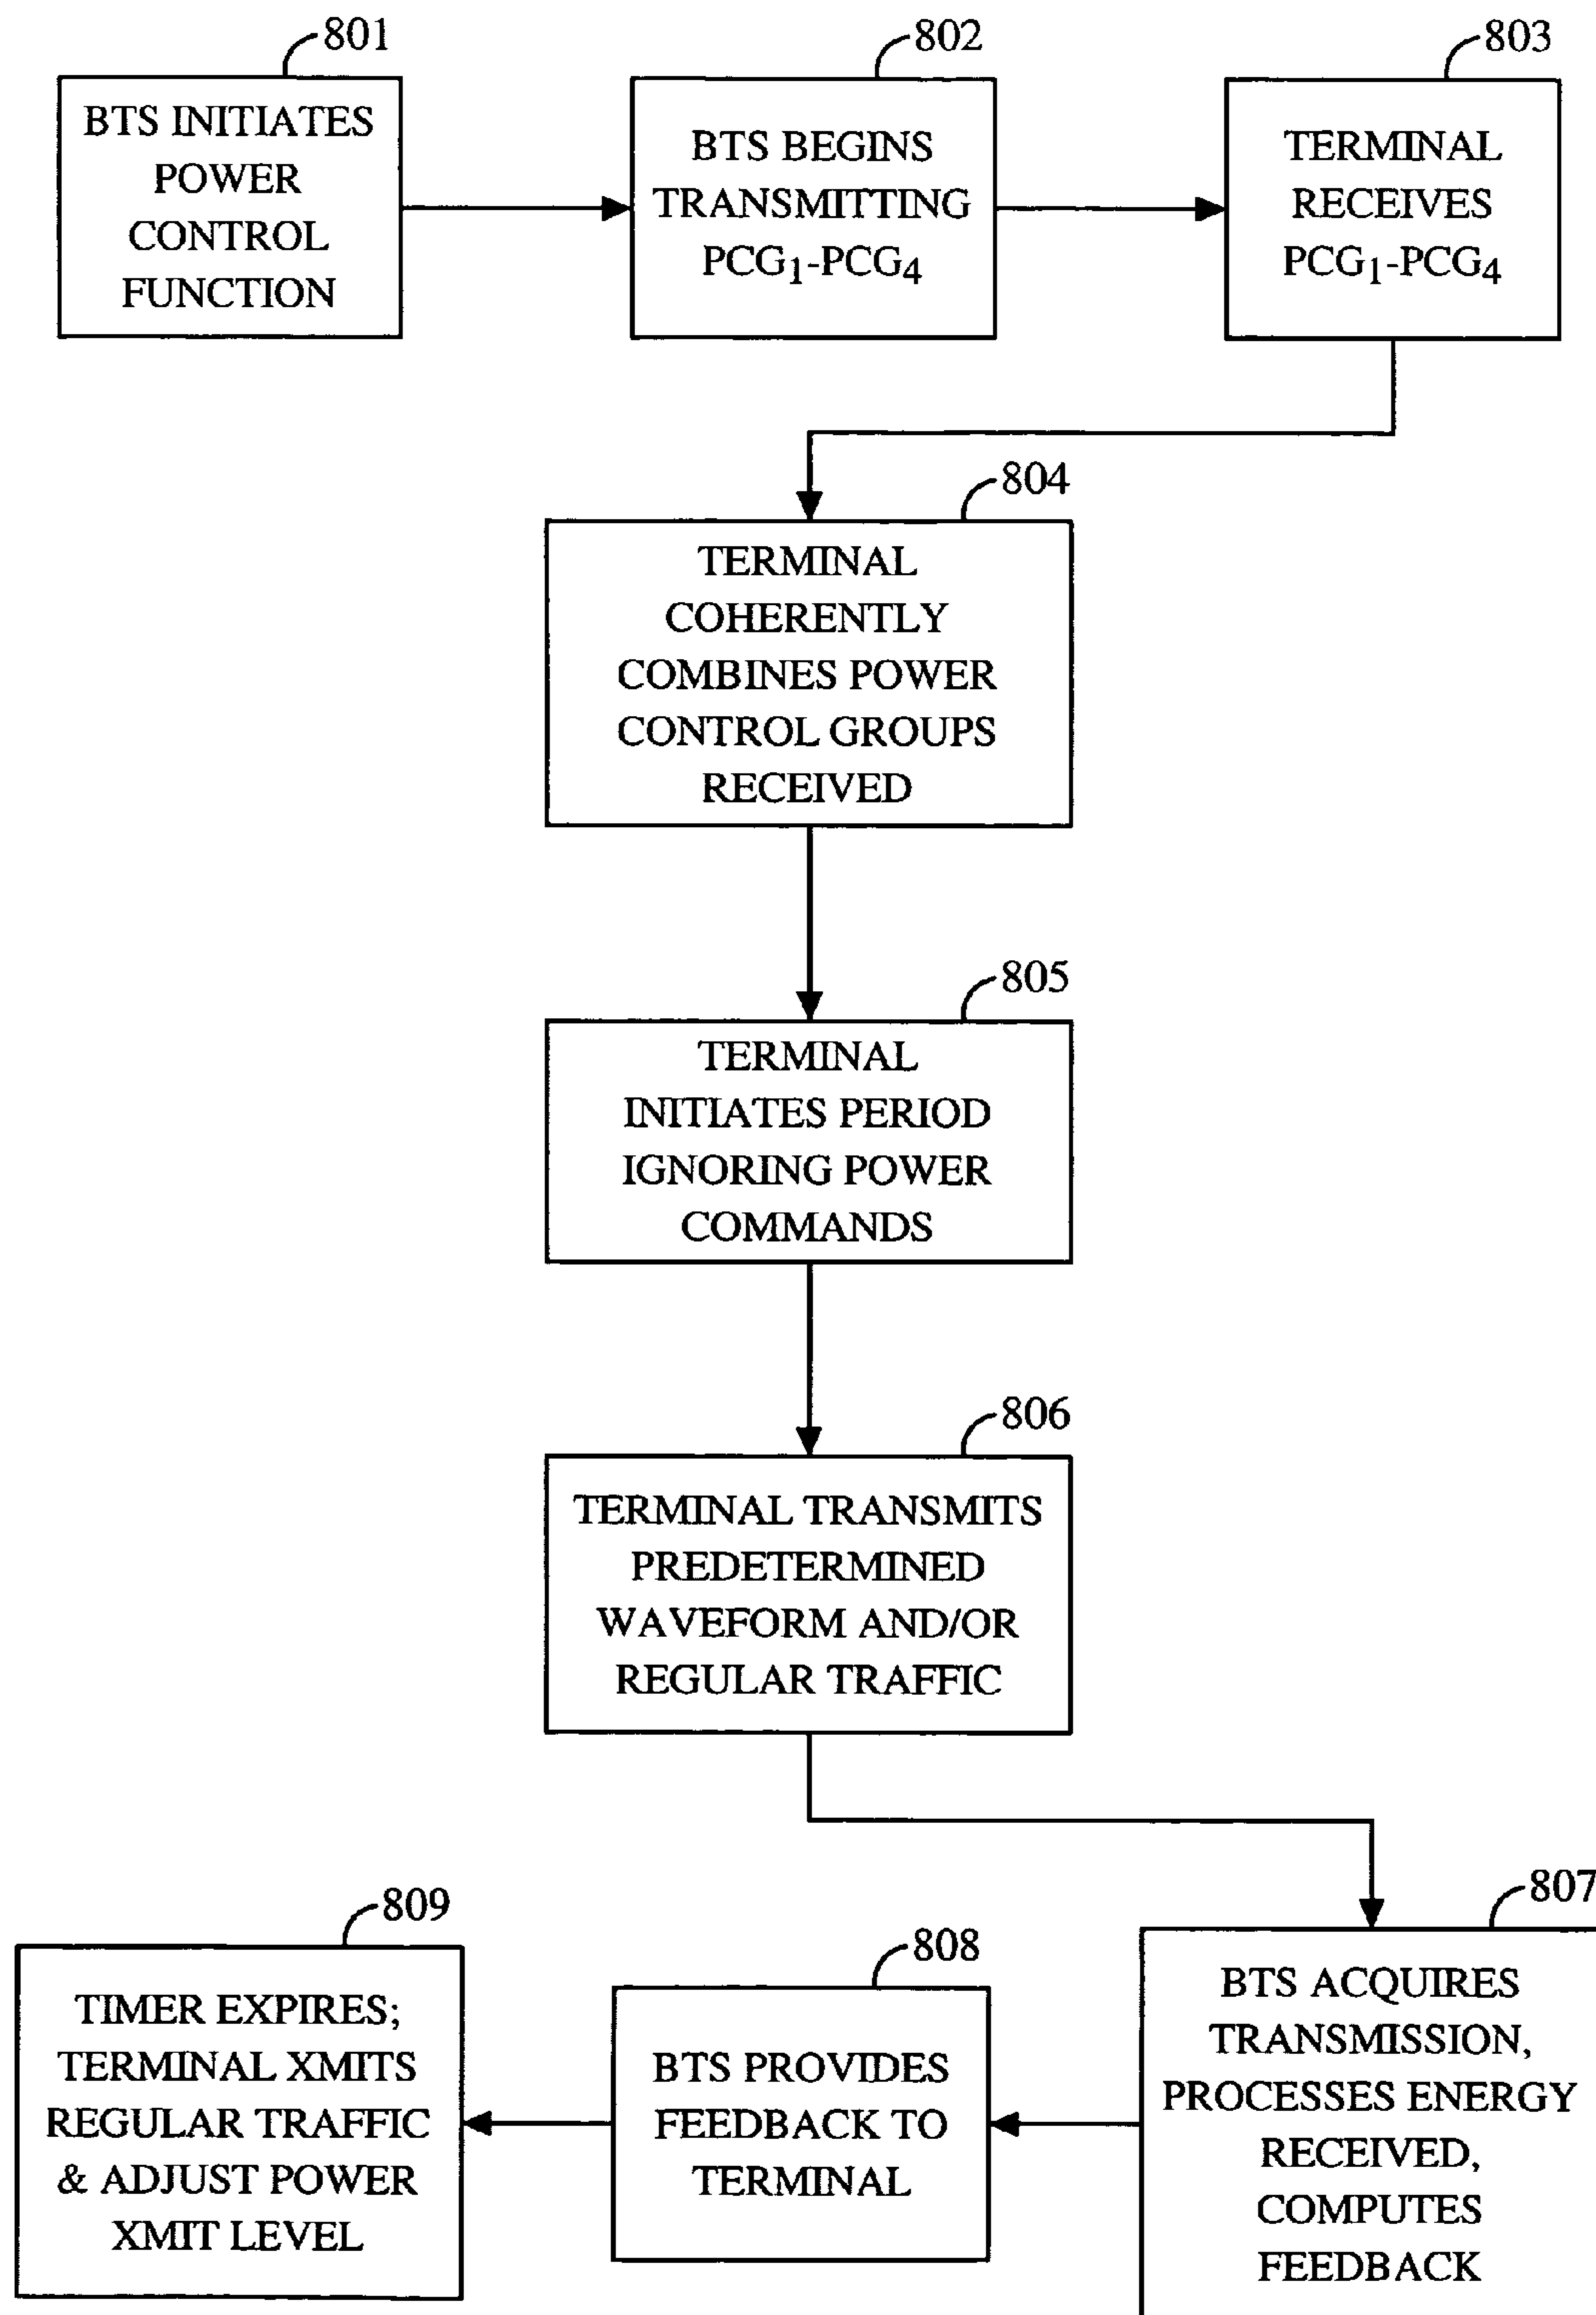 801
BTS INITIATES
POWER
CONTROL
FUNCTION
802
BTS BEGINS
TRANSMITTING
PCG1-PCG4
803
TERMINAL
RECEIVES
PCG1-PCG4
804
TERMINAL
COHERENTLY
COMBINES POWER
CONTROL GROUPS
RECEIVED
805
TERMINAL
INITIATES PERIOD
IGNORING POWER
COMMANDS
806
TERMINAL TRANSMITS
PREDETERMINED
WAVEFORM AND/OR
REGULAR TRAFFIC
807
BTS ACQUIRES
TRANSMISSION,
PROCESSES ENERGY
RECEIVED,
COMPUTES
FEEDBACK
808
BTS PROVIDES
FEEDBACK TO
TERMINAL
809
TIMER EXPIRES;
TERMINAL XMITS
REGULAR TRAFFIC
& ADJUST POWER
XMIT LEVEL